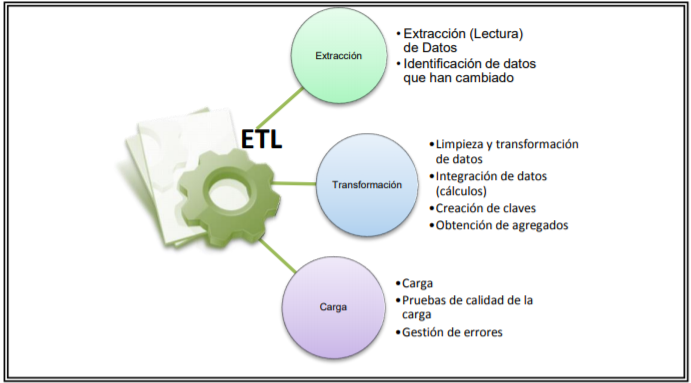 ETL
Extracción
• Extracción (Lectura)
de Datos
• Identificación de datos
que han cambiado
Transformación
•Limpieza y transformación
de datos
•Integración de datos
(cálculos)
•Creación de claves
•Obtención de agregados
Carga
•Carga
•Pruebas de calidad de la
carga
•Gestión de errores